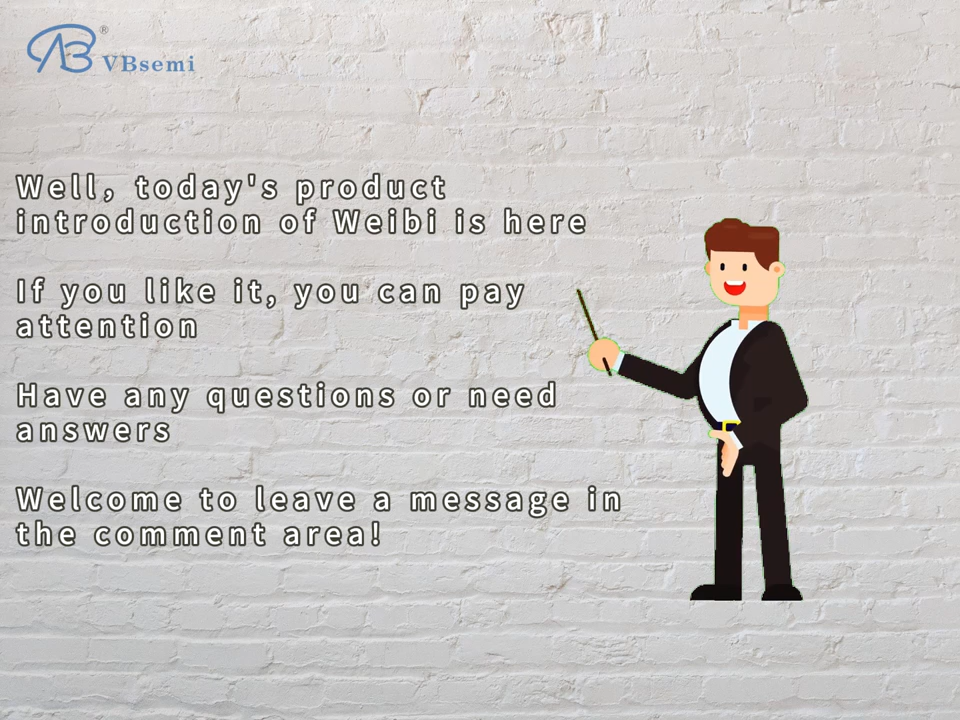 VBsemi
Well, today's product
introduction of Weibi is here
If you like it, you can pay
attention
Have any questions or need
answers
Welcome to leave a message in
the comment area!